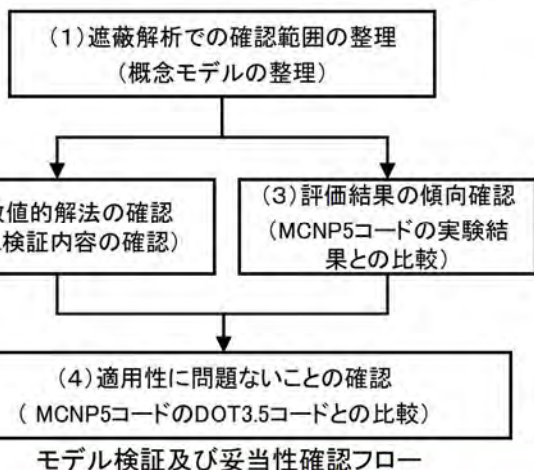 (1)遮蔽解析での確認範囲の整理
(概念モデルの整理)
値的解法の確認
検証内容の確認)
(3)評価結果の傾向確認
(MCNP5コードの実験結
果との比較)
(4)適用性に問題ないことの確認
( MCNP5コードのDOT3.5コードとの比較)
モデル検証及び妥当性確認フロー